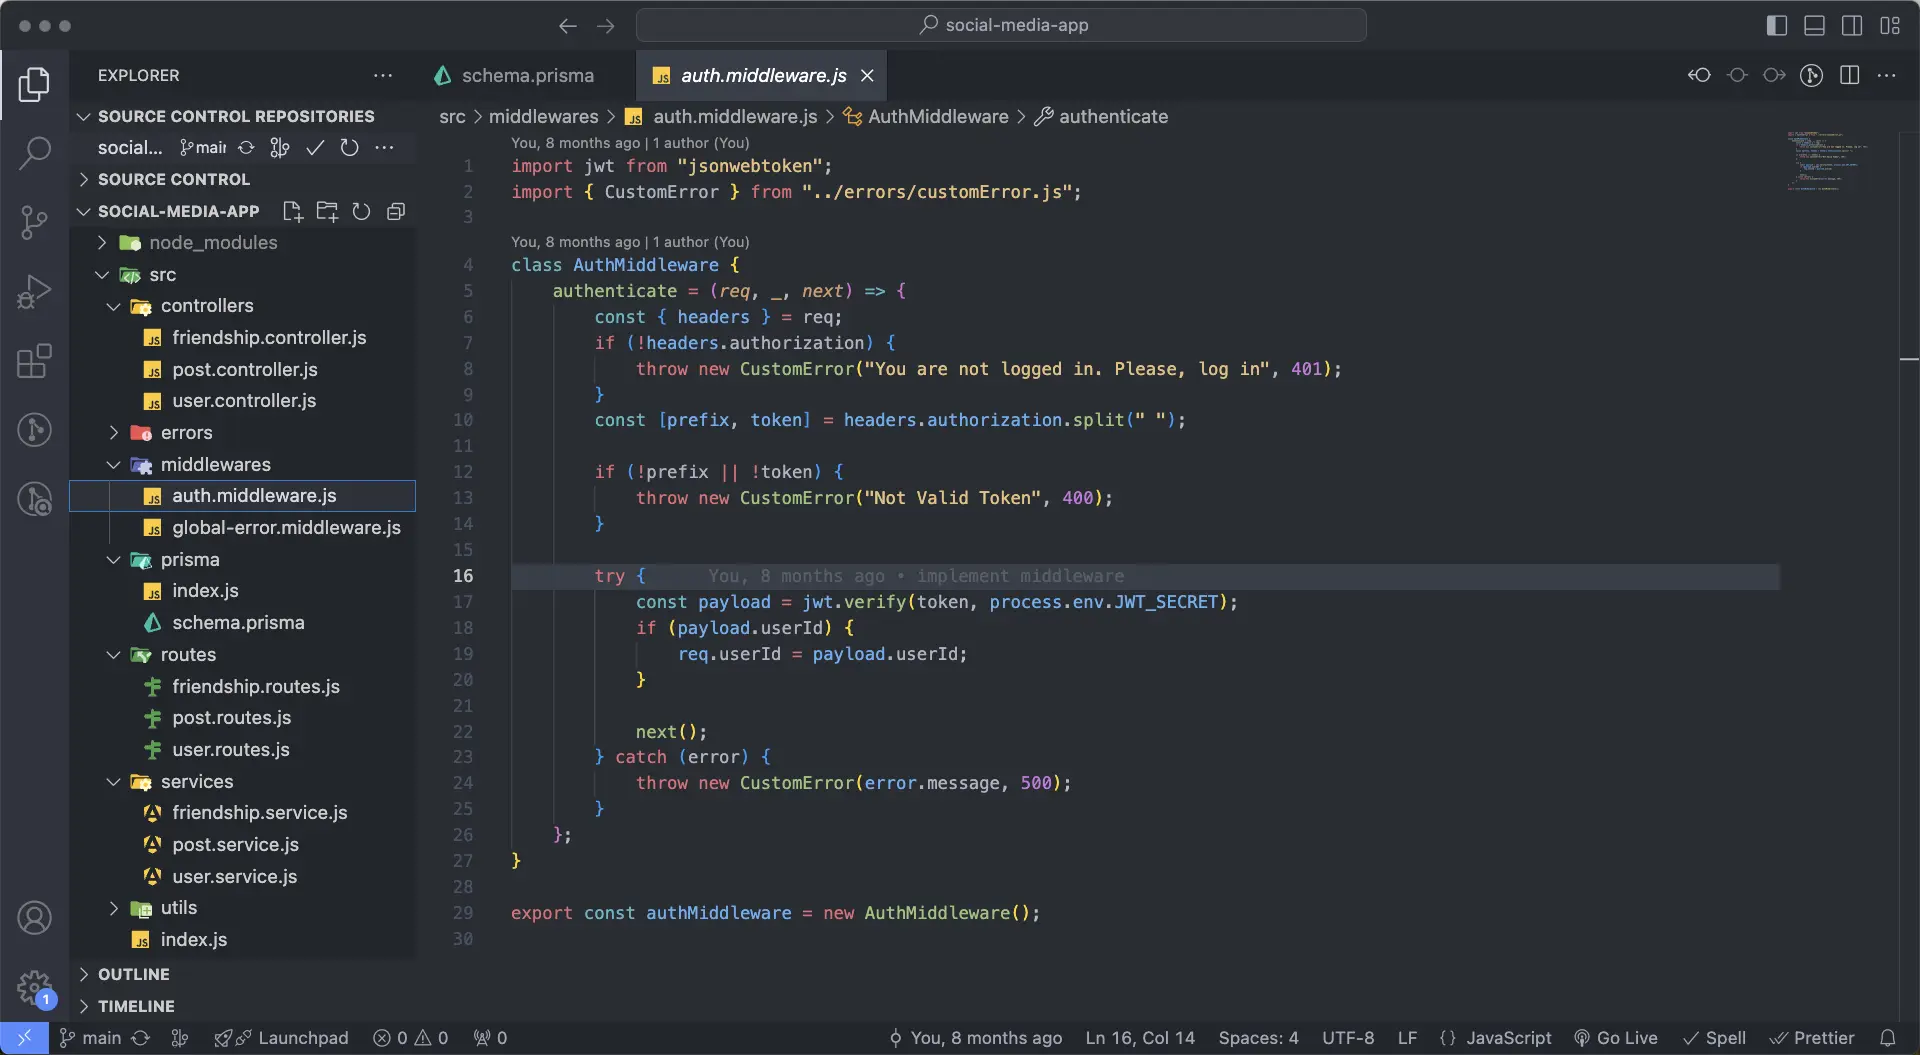 social-media-app
EXPLORER
schema.prisma
auth.middleware.js
SOURCE CONTROL REPOSITORIES
social... main
SOURCE CONTROL
SOCIAL-MEDIA-APP
node_modules
src
controllers
friendship.controller.js
post.controller.js
user.controller.js
errors
middlewares
auth.middleware.js
global-error.middleware.js
prisma
index.js
schema.prisma
routes
friendship.routes.js
post.routes.js
user.routes.js
services
friendship.service.js
post.service.js
user.service.js
utils
index.js
OUTLINE
TIMELINE
src > middlewares > auth.middleware.js > AuthMiddleware > authenticate
You, 8 months ago | 1 author (You)
1 import jwt from "jsonwebtoken";
2 import { CustomError } from "../errors/customError.js";
3
You, 8 months ago | 1 author (You)
4 class AuthMiddleware {
5 authenticate = (req, _, next) => {
6 const { headers } = req;
7 if (!headers.authorization) {
8 throw new CustomError("You are not logged in. Please, log in", 401);
9 }
10 const [prefix, token] = headers.authorization.split(" ");
11
12 if (!prefix || !token) {
13 throw new CustomError("Not Valid Token", 400);
14 }
15
16 try { You, 8 months ago • implement middleware
17 const payload = jwt.verify(token, process.env.JWT_SECRET);
18 if (payload.userId) {
19 req.userId = payload.userId;
20 }
21
22 next();
23 } catch (error) {
24 throw new CustomError(error.message, 500);
25 }
26 };
27 }
28
29 export const authMiddleware = new AuthMiddleware();
30
1
main Launchpad 0 0 0 You, 8 months ago Ln 16, Col 14 Spaces: 4 UTF-8 LF {} JavaScript Go Live Spell Prettier